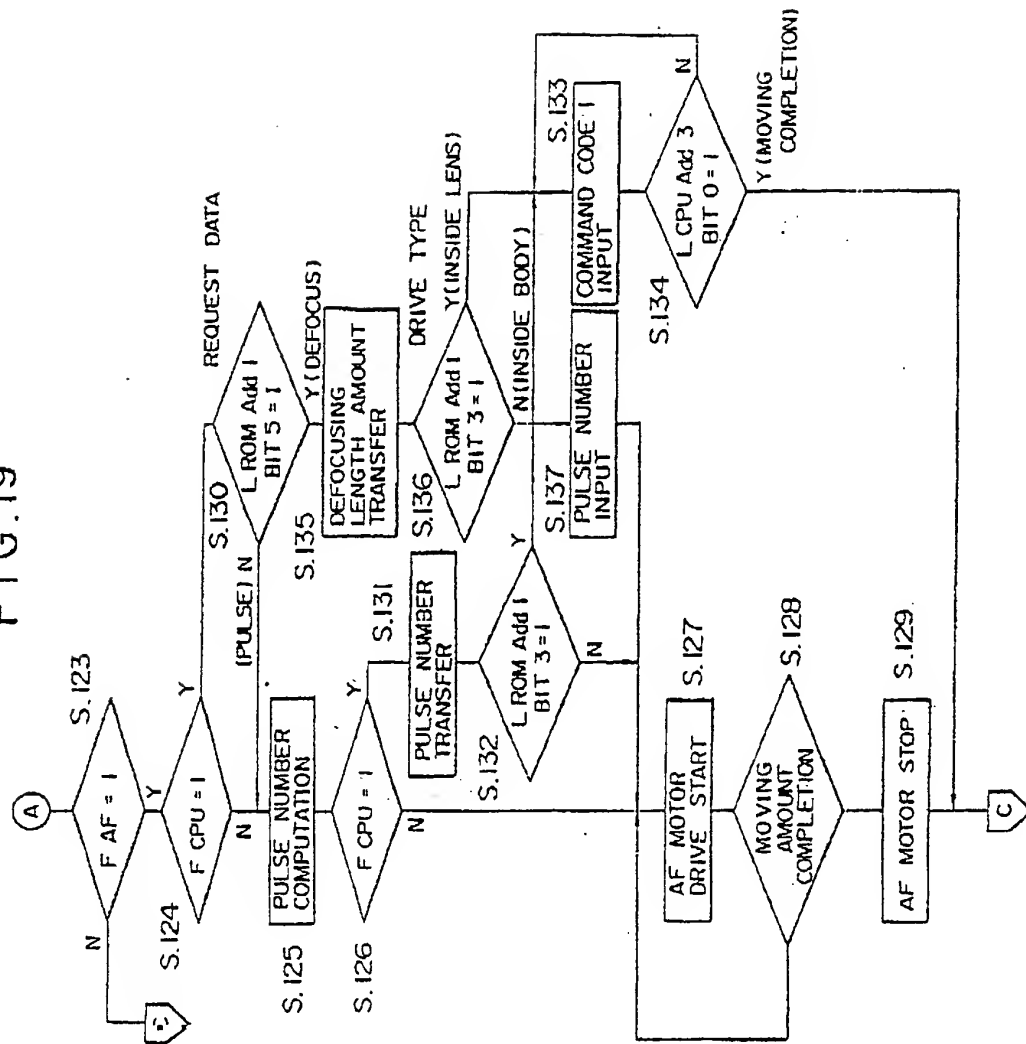 FIG.19
A
F AF = 1
S.123
N
Y
F CPU = 1
S.124
Y
N
REQUEST DATA
L ROM Add 1
BIT 5 = 1
S.130
(PULSE) N
Y (DEFOCUS)
PULSE NUMBER
COMPUTATION
S.125
DEFOCUSING
LENGTH AMOUNT
TRANSFER
S.135
F CPU = 1
S.126
Y
N
PULSE NUMBER
TRANSFER
S.131
DRIVE TYPE
L ROM Add 1
BIT 3 = 1
S.136
Y(INSIDE LENS)
N(INSIDE BODY)
L ROM Add 1
BIT 3 = 1
S.132
Y
N
PULSE NUMBER
INPUT
S.137
COMMAND CODE 1
INPUT
S.133
L CPU Add 3
BIT 0 = 1
S.134
N
Y (MOVING
COMPLETION)
AF MOTOR
DRIVE START
S.127
MOVING
AMOUNT
COMPLETION
S.128
AF MOTOR STOP
S.129
C